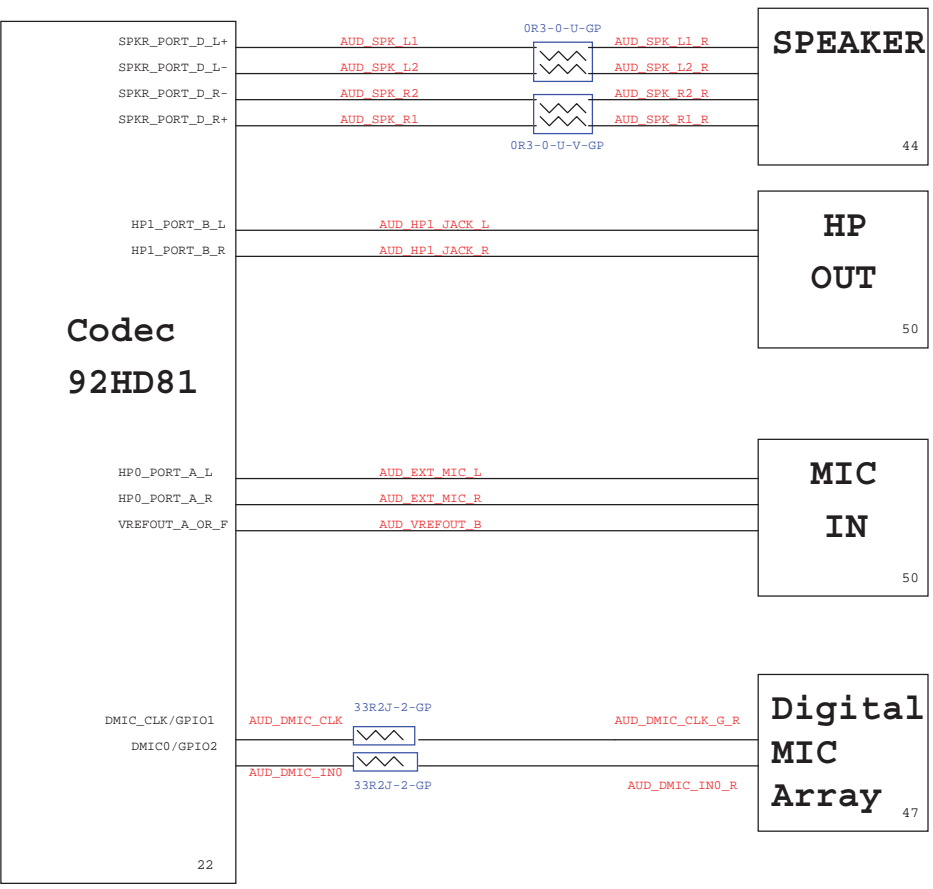 0R3-0-U-GP
SPKR_PORT_D_L+ AUD_SPK_L1 AUD_SPK_L1_R
SPKR_PORT_D_L- AUD_SPK_L2 AUD_SPK_L2_R
SPKR_PORT_D_R- AUD_SPK_R2 AUD_SPK_R2_R
SPKR_PORT_D_R+ AUD_SPK_R1 AUD_SPK_R1_R
0R3-0-U-V-GP
SPEAKER
44
HP1_PORT_B_L AUD_HP1_JACK_L
HP1_PORT_B_R AUD_HP1_JACK_R
HP
OUT
50
Codec
92HD81
HP0_PORT_A_L AUD_EXT_MIC_L
HP0_PORT_A_R AUD_EXT_MIC_R
VREFOUT_A_OR_F AUD_VREFOUT_B
MIC
IN
50
33R2J-2-GP
DMIC_CLK/GPIO1 AUD_DMIC_CLK AUD_DMIC_CLK_G_R
DMIC0/GPIO2
AUD_DMIC_IN0 AUD_DMIC_IN0_R
33R2J-2-GP
Digital
MIC
Array
47
22